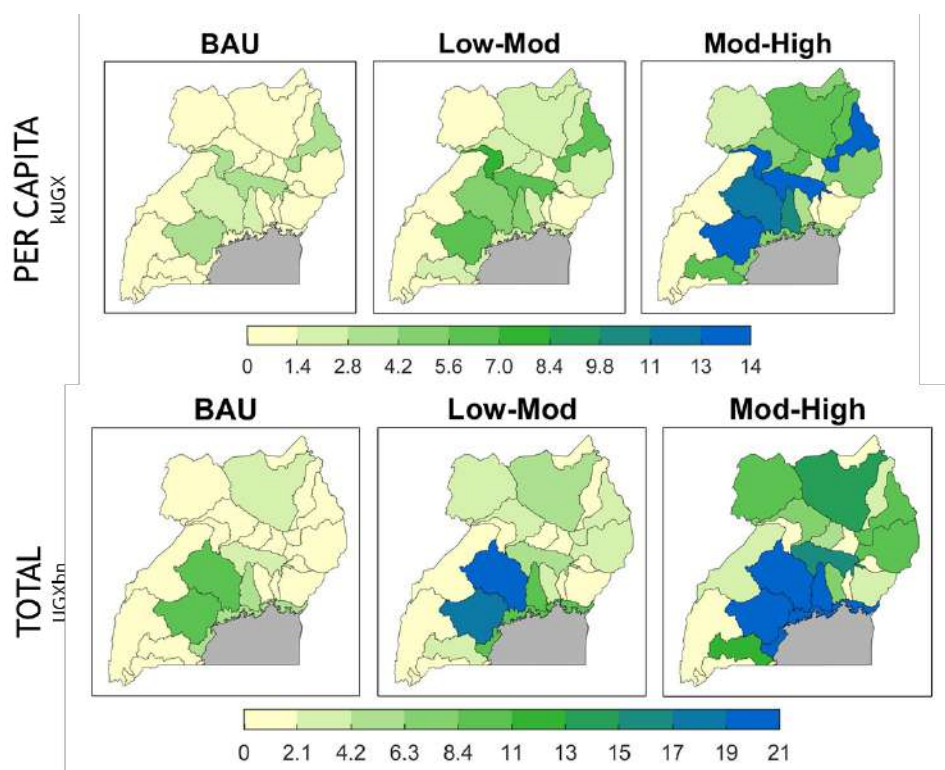 BAU Low-Mod Mod-High
PER CAPITA
kUGX
0 1.4 2.8 4.2 5.6 7.0 8.4 9.8 11 13 14
BAU Low-Mod Mod-High
TOTAL
UGXbn
0 2.1 4.2 6.3 8.4 11 13 15 17 19 21